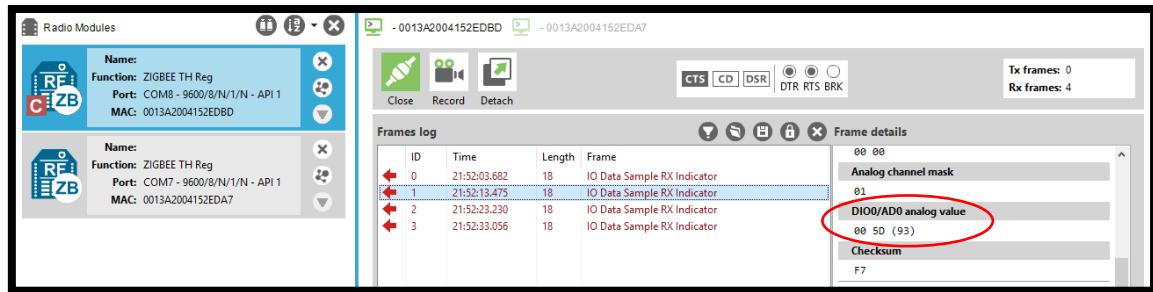 Radio Modules
Name:
Function: ZIGBEE TH Reg
Port: COM8 - 9600/8/N/1/N - API 1
MAC: 0013A2004152EDBD
RF
C ZB
Name:
Function: ZIGBEE TH Reg
Port: COM7 - 9600/8/N/1/N - API 1
MAC: 0013A2004152EDA7
RF
ZB
- 0013A2004152EDBD - 0013A2004152EDA7
Close Record Detach
CTS CD DSR
DTR RTS BRK
Tx frames: 0
Rx frames: 4
Frames log
ID Time Length Frame
0 21:52:03.682 18 IO Data Sample RX Indicator
1 21:52:13.475 18 IO Data Sample RX Indicator
2 21:52:23.230 18 IO Data Sample RX Indicator
3 21:52:33.056 18 IO Data Sample RX Indicator
Frame details
00 00
Analog channel mask
01
DIO0/AD0 analog value
00 5D (93)
Checksum
F7